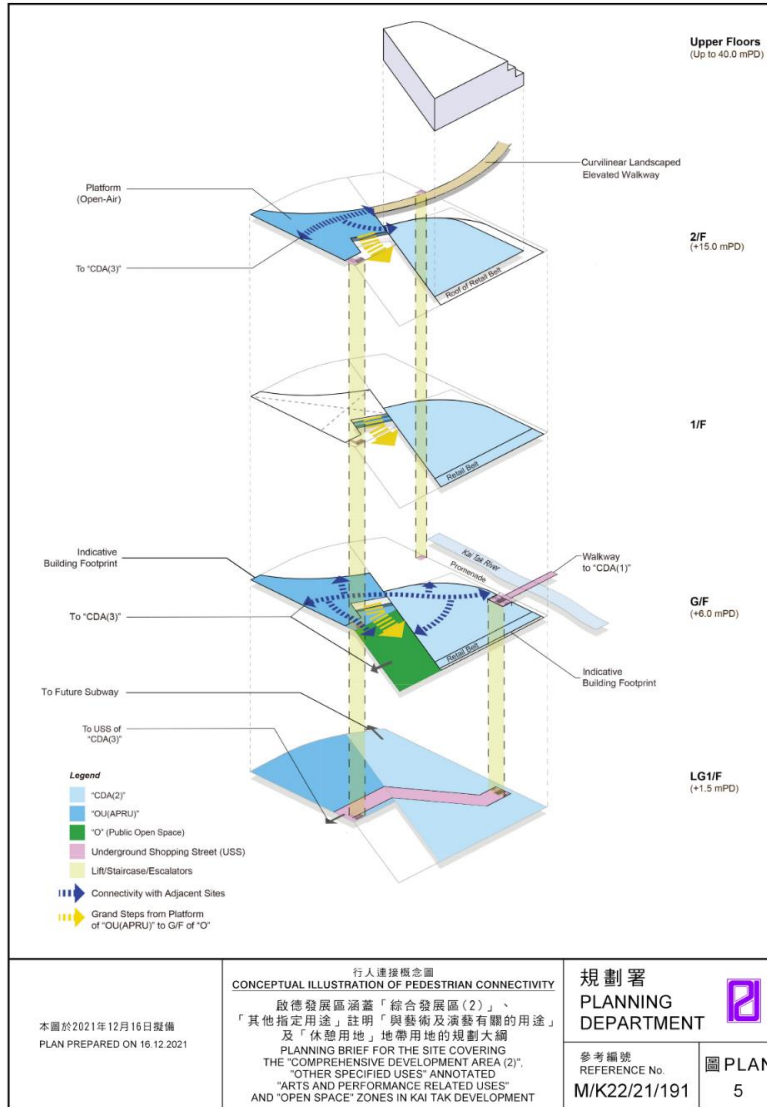 Upper Floors
(Up to 40.0 mPD)
Curvilinear Landscaped
Elevated Walkway
Platform
(Open-Air)
To "CDA(3)"
2/F
(+15.0 mPD)
Roof of Retail Belt
1/F
Retail Belt
Indicative
Building Footprint
Kai Tak River
Promenade
Walkway
to "CDA(1)"
To "CDA(3)"
G/F
(+6.0 mPD)
Retail Belt
Indicative
Building Footprint
To Future Subway
To USS of
"CDA(3)"
LG1/F
(+1.5 mPD)
Legend
"CDA(2)"
"OU(APRU)"
"O" (Public Open Space)
Underground Shopping Street (USS)
Lift/Staircase/Escalators
Connectivity with Adjacent Sites
Grand Steps from Platform
of "OU(APRU)" to G/F of "O"
本圖於2021年12月16日擬備
PLAN PREPARED ON 16.12.2021
行人連接概念圖
CONCEPTUAL ILLUSTRATION OF PEDESTRIAN CONNECTIVITY
啟德發展區涵蓋「綜合發展區(2)」、
「其他指定用途」註明「與藝術及演藝有關的用途」
及「休憩用地」地帶用地的規劃大綱
PLANNING BRIEF FOR THE SITE COVERING
THE "COMPREHENSIVE DEVELOPMENT AREA (2)",
"OTHER SPECIFIED USES" ANNOTATED
"ARTS AND PERFORMANCE RELATED USES"
AND "OPEN SPACE" ZONES IN KAI TAK DEVELOPMENT
規劃署
PLANNING
DEPARTMENT
參考編號
REFERENCE No.
M/K22/21/191
圖 PLAN
5